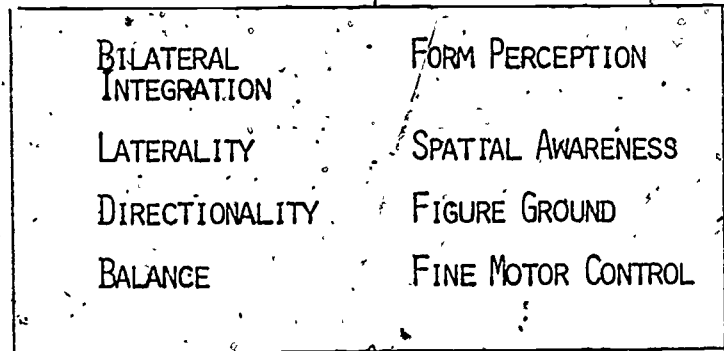 BILATERAL
INTEGRATION
LATERALITY
DIRECTIONALITY
BALANCE
FORM PERCEPTION
SPATIAL AWARENESS
FIGURE GROUND
FINE MOTOR CONTROL